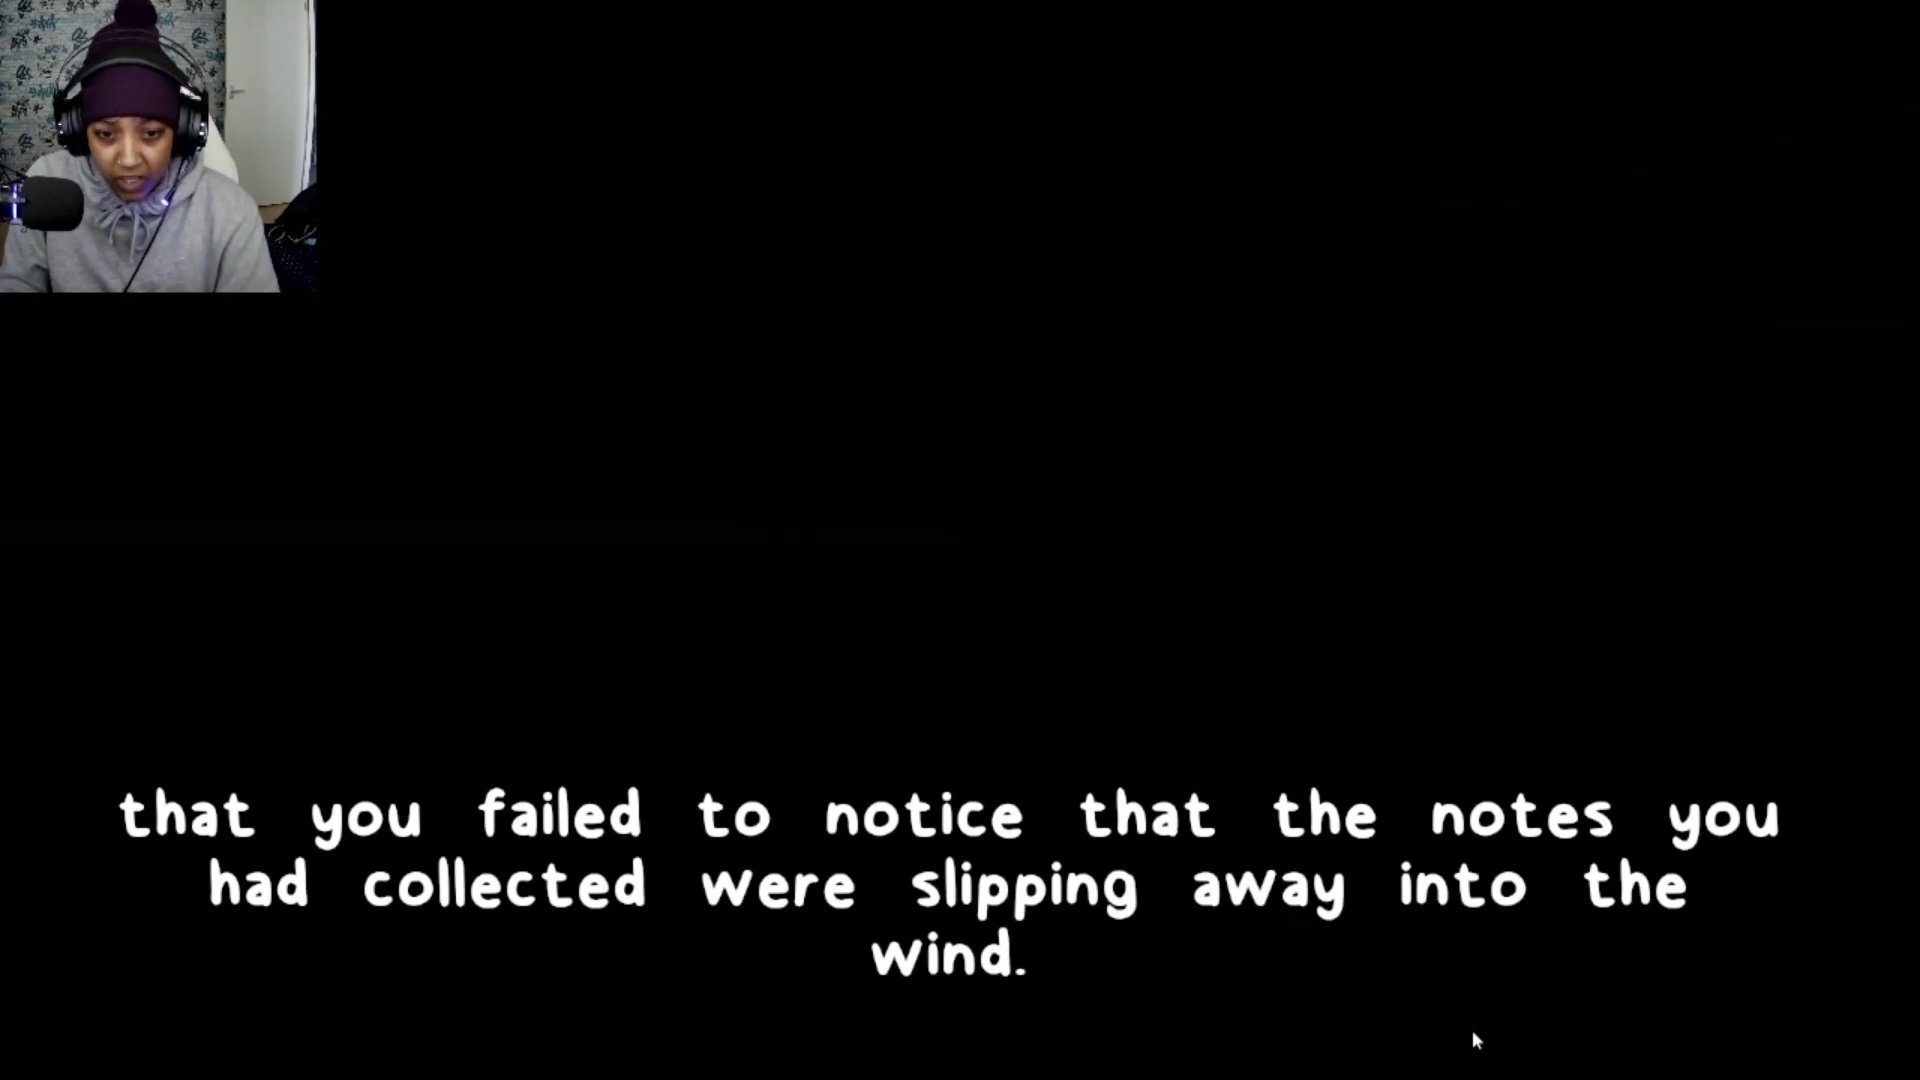 that you failed to notice that the notes you
had collected were slipping away into the
wind.